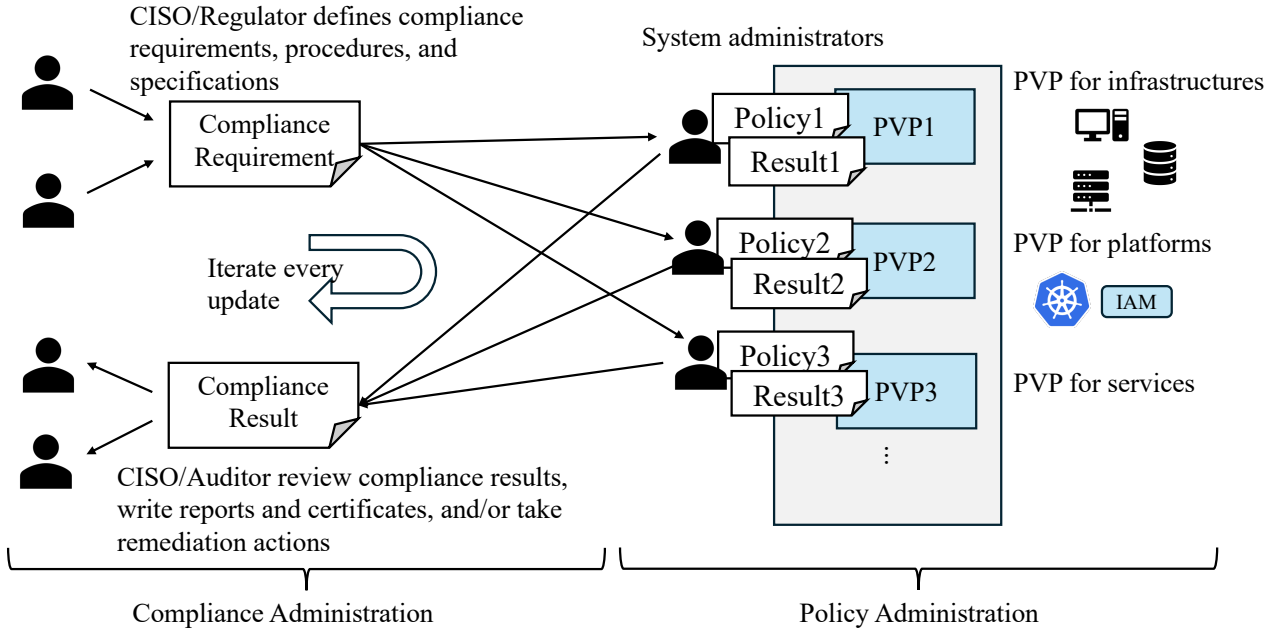 CISO/Regulator defines compliance
requirements, procedures, and
specifications
System administrators
Compliance
Requirement
Policy1
Result1
PVP1
PVP for infrastructures
Policy2
Result2
PVP2
PVP for platforms
IAM
Iterate every
update
Policy3
Result3
PVP3
PVP for services
⋮
Compliance
Result
CISO/Auditor review compliance results,
write reports and certificates, and/or take
remediation actions
Compliance Administration
Policy Administration